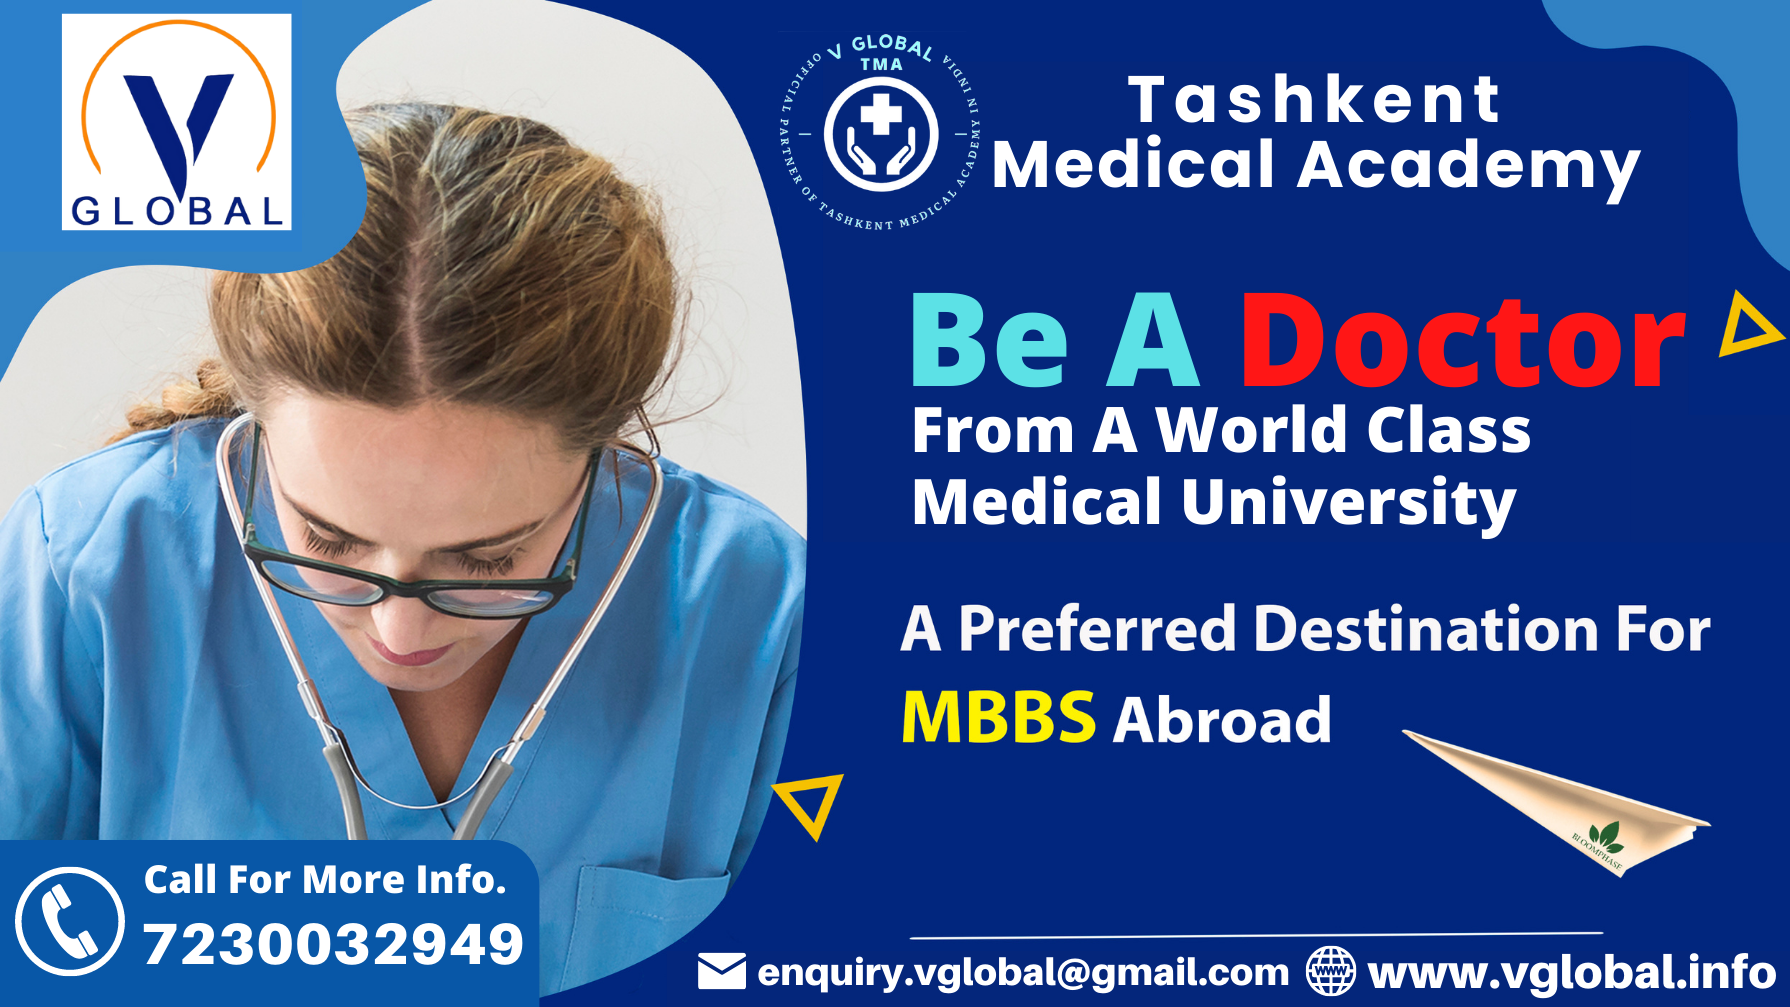 V
GLOBAL
V GLOBAL
TMA
OFFICIAL PARTNER OF TASHKENT MEDICAL ACADEMY IN INDIA
Tashkent
Medical Academy
Be A Doctor
From A World Class
Medical University
A Preferred Destination For
MBBS Abroad
BLOOMPHASE
Call For More Info.
7230032949
enquiry.vglobal@gmail.com
www
www.vglobal.info